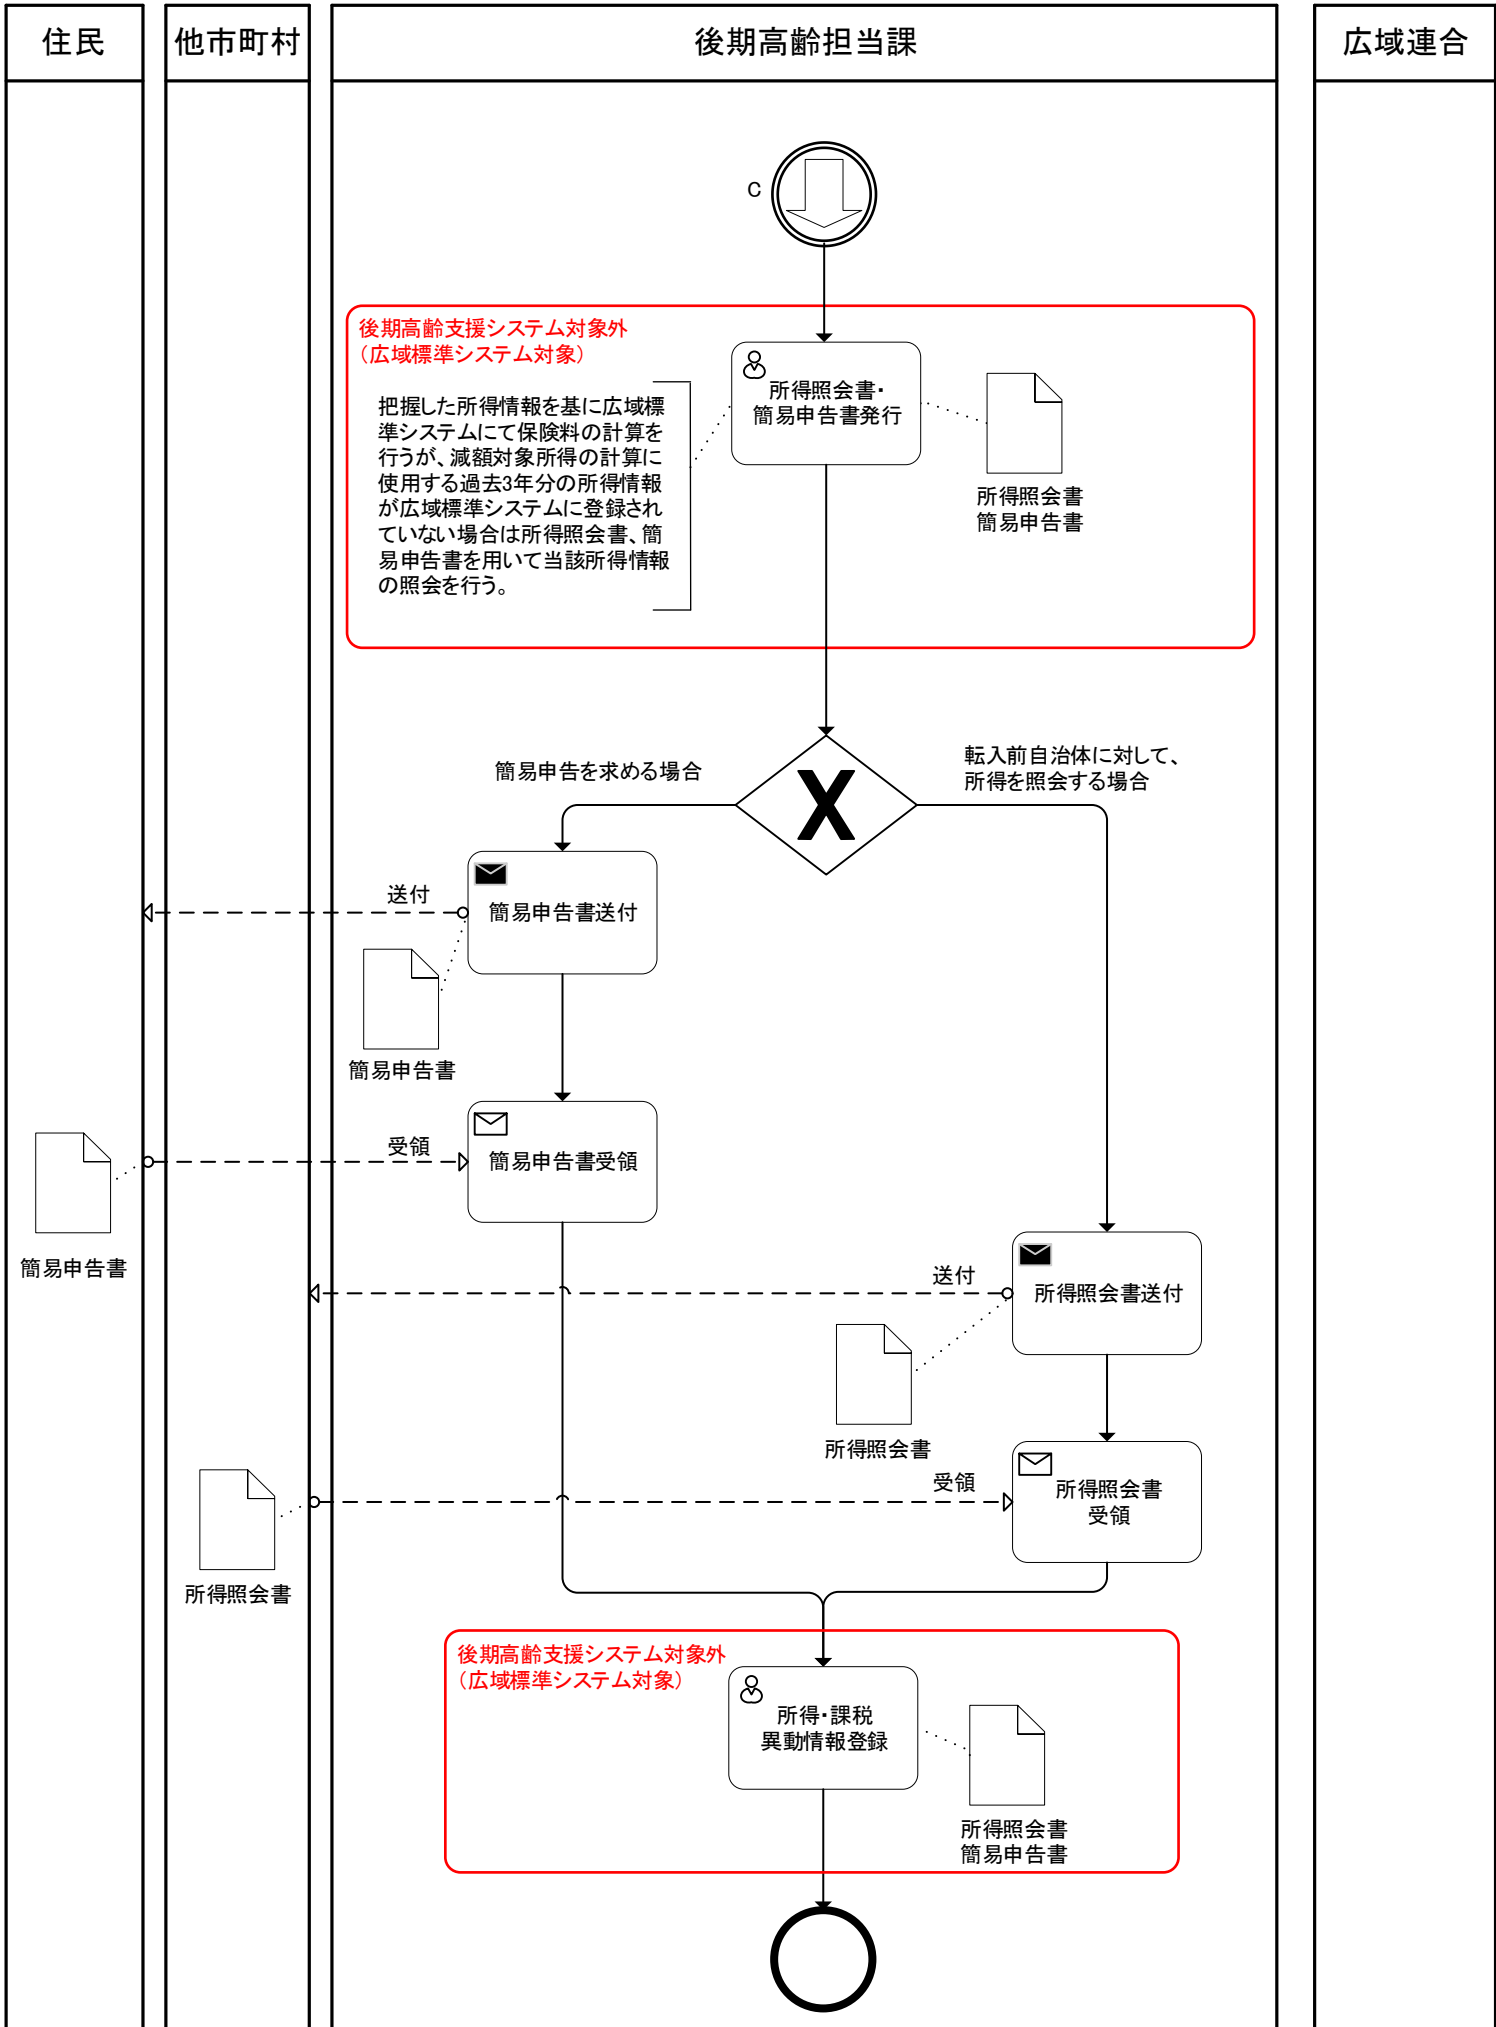 住民
他市町村
後期高齢担当課
広域連合
C
後期高齢支援システム対象外
（広域標準システム対象）
把握した所得情報を基に広域標
準システムにて保険料の計算を
行うが、減額対象所得の計算に
使用する過去3年分の所得情報
が広域標準システムに登録され
ていない場合は所得照会書、簡
易申告書を用いて当該所得情報
の照会を行う。
所得照会書・
簡易申告書発行
所得照会書
簡易申告書
簡易申告を求める場合
転入前自治体に対して、
所得を照会する場合
X
送付
簡易申告書送付
簡易申告書
受領
簡易申告書受領
簡易申告書
送付
所得照会書送付
所得照会書
受領
所得照会書
受領
所得照会書
後期高齢支援システム対象外
（広域標準システム対象）
所得・課税
異動情報登録
所得照会書
簡易申告書